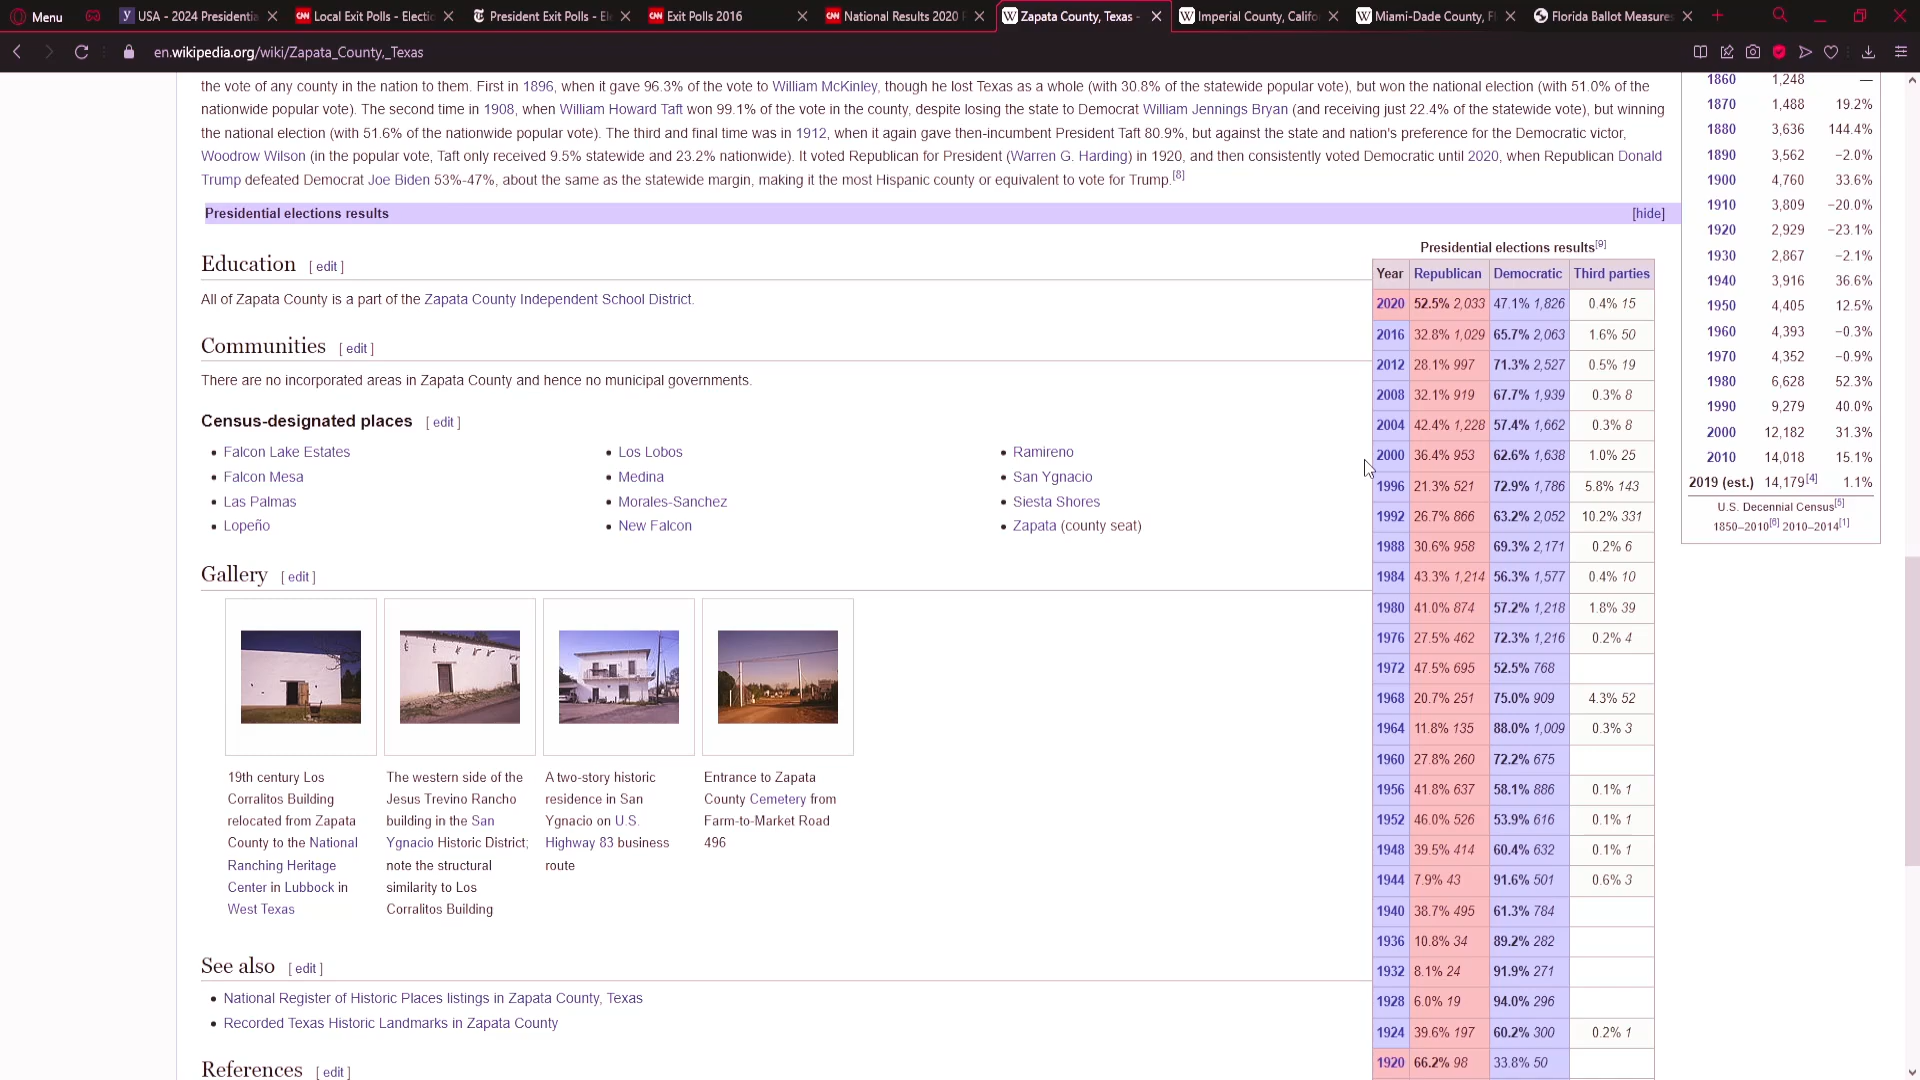 Menu
USA - 2024 Presidentia
Local Exit Polls - Electio
President Exit Polls - El
Exit Polls 2016
National Results 2020 P
Zapata County, Texas -
Imperial County, Califo
Miami-Dade County, F
Florida Ballot Measures
en.wikipedia.org/wiki/Zapata_County,_Texas
the vote of any county in the nation to them. First in 1896, when it gave 96.3% of the vote to William McKinley, though he lost Texas as a whole (with 30.8% of the statewide popular vote), but won the national election (with 51.0% of the
nationwide popular vote). The second time in 1908, when William Howard Taft won 99.1% of the vote in the county, despite losing the state to Democrat William Jennings Bryan (and receiving just 22.4% of the statewide vote), but winning
the national election (with 51.6% of the nationwide popular vote). The third and final time was in 1912, when it again gave then-incumbent President Taft 80.9%, but against the state and nation's preference for the Democratic victor,
Woodrow Wilson (in the popular vote, Taft only received 9.5% statewide and 23.2% nationwide). It voted Republican for President (Warren G. Harding) in 1920, and then consistently voted Democratic until 2020, when Republican Donald
Trump defeated Democrat Joe Biden 53%-47%, about the same as the statewide margin, making it the most Hispanic county or equivalent to vote for Trump.[8]
Presidential elections results [hide]
Education [ edit ]
All of Zapata County is a part of the Zapata County Independent School District.
Communities [ edit ]
There are no incorporated areas in Zapata County and hence no municipal governments.
Census-designated places [ edit ]
Falcon Lake Estates
Falcon Mesa
Las Palmas
Lopeño
Los Lobos
Medina
Morales-Sanchez
New Falcon
Ramireno
San Ygnacio
Siesta Shores
Zapata (county seat)
Gallery [ edit ]
19th century Los
Corralitos Building
relocated from Zapata
County to the National
Ranching Heritage
Center in Lubbock in
West Texas
The western side of the
Jesus Trevino Rancho
building in the San
Ygnacio Historic District;
note the structural
similarity to Los
Corralitos Building
A two-story historic
residence in San
Ygnacio on U.S.
Highway 83 business
route
Entrance to Zapata
County Cemetery from
Farm-to-Market Road
496
See also [ edit ]
National Register of Historic Places listings in Zapata County, Texas
Recorded Texas Historic Landmarks in Zapata County
References [ edit ]
Presidential elections results[9]
Year Republican Democratic Third parties
2020 52.5% 2,033 47.1% 1,826 0.4% 15
2016 32.8% 1,029 65.7% 2,063 1.6% 50
2012 28.1% 997 71.3% 2,527 0.5% 19
2008 32.1% 919 67.7% 1,939 0.3% 8
2004 42.4% 1,228 57.4% 1,662 0.3% 8
2000 36.4% 953 62.6% 1,638 1.0% 25
1996 21.3% 521 72.9% 1,786 5.8% 143
1992 26.7% 866 63.2% 2,052 10.2% 331
1988 30.6% 958 69.3% 2,171 0.2% 6
1984 43.3% 1,214 56.3% 1,577 0.4% 10
1980 41.0% 874 57.2% 1,218 1.8% 39
1976 27.5% 462 72.3% 1,216 0.2% 4
1972 47.5% 695 52.5% 768
1968 20.7% 251 75.0% 909 4.3% 52
1964 11.8% 135 88.0% 1,009 0.3% 3
1960 27.8% 260 72.2% 675
1956 41.8% 637 58.1% 886 0.1% 1
1952 46.0% 526 53.9% 616 0.1% 1
1948 39.5% 414 60.4% 632 0.1% 1
1944 7.9% 43 91.6% 501 0.6% 3
1940 38.7% 495 61.3% 784
1936 10.8% 34 89.2% 282
1932 8.1% 24 91.9% 271
1928 6.0% 19 94.0% 296
1924 39.6% 197 60.2% 300 0.2% 1
1920 66.2% 98 33.8% 50
1860 1,248 —
1870 1,488 19.2%
1880 3,636 144.4%
1890 3,562 −2.0%
1900 4,760 33.6%
1910 3,809 −20.0%
1920 2,929 −23.1%
1930 2,867 −2.1%
1940 3,916 36.6%
1950 4,405 12.5%
1960 4,393 −0.3%
1970 4,352 −0.9%
1980 6,628 52.3%
1990 9,279 40.0%
2000 12,182 31.3%
2010 14,018 15.1%
2019 (est.) 14,179[4] 1.1%
U.S. Decennial Census[5]
1850–2010[6] 2010–2014[1]